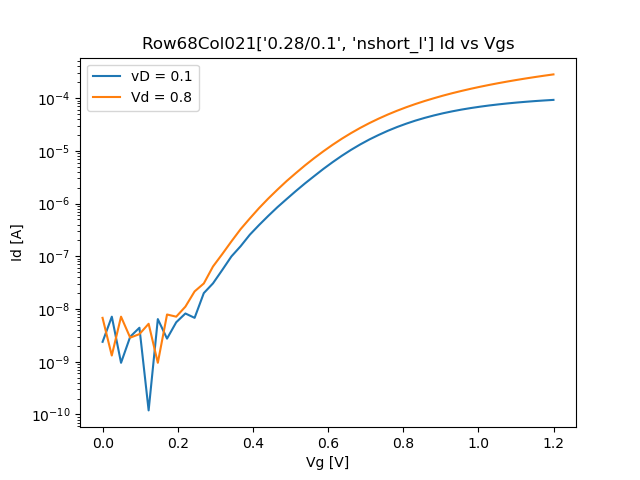 Row68Col021['0.28/0.1', 'nshort_l'] Id vs Vgs
vD = 0.1
Vd = 0.8
Id [A]
10⁻⁴
10⁻⁵
10⁻⁶
10⁻⁷
10⁻⁸
10⁻⁹
10⁻¹⁰
0.0 0.2 0.4 0.6 0.8 1.0 1.2
Vg [V]